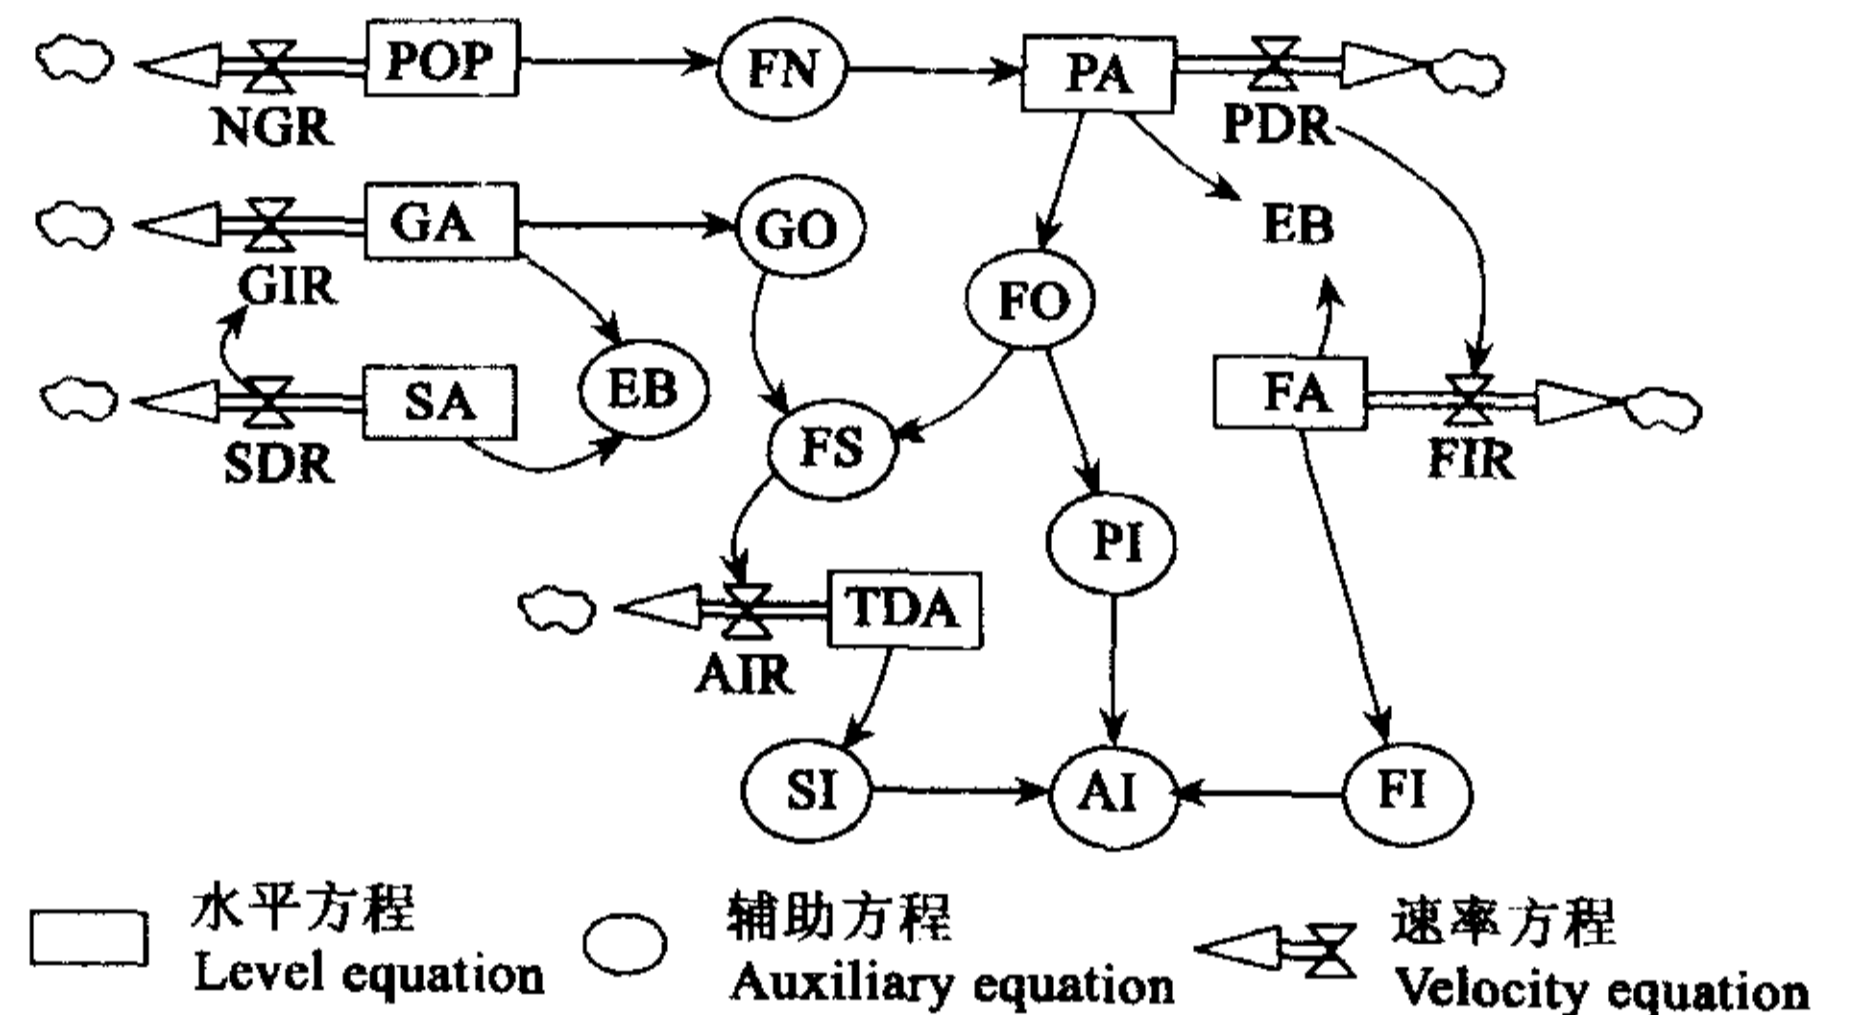 POP
FN
PA
NGR
PDR
GA
GO
EB
GIR
FO
SA
EB
FS
FA
SDR
FIR
PI
TDA
AIR
SI
AI
FI
水平方程
Level equation
辅助方程
Auxiliary equation
速率方程
Velocity equation